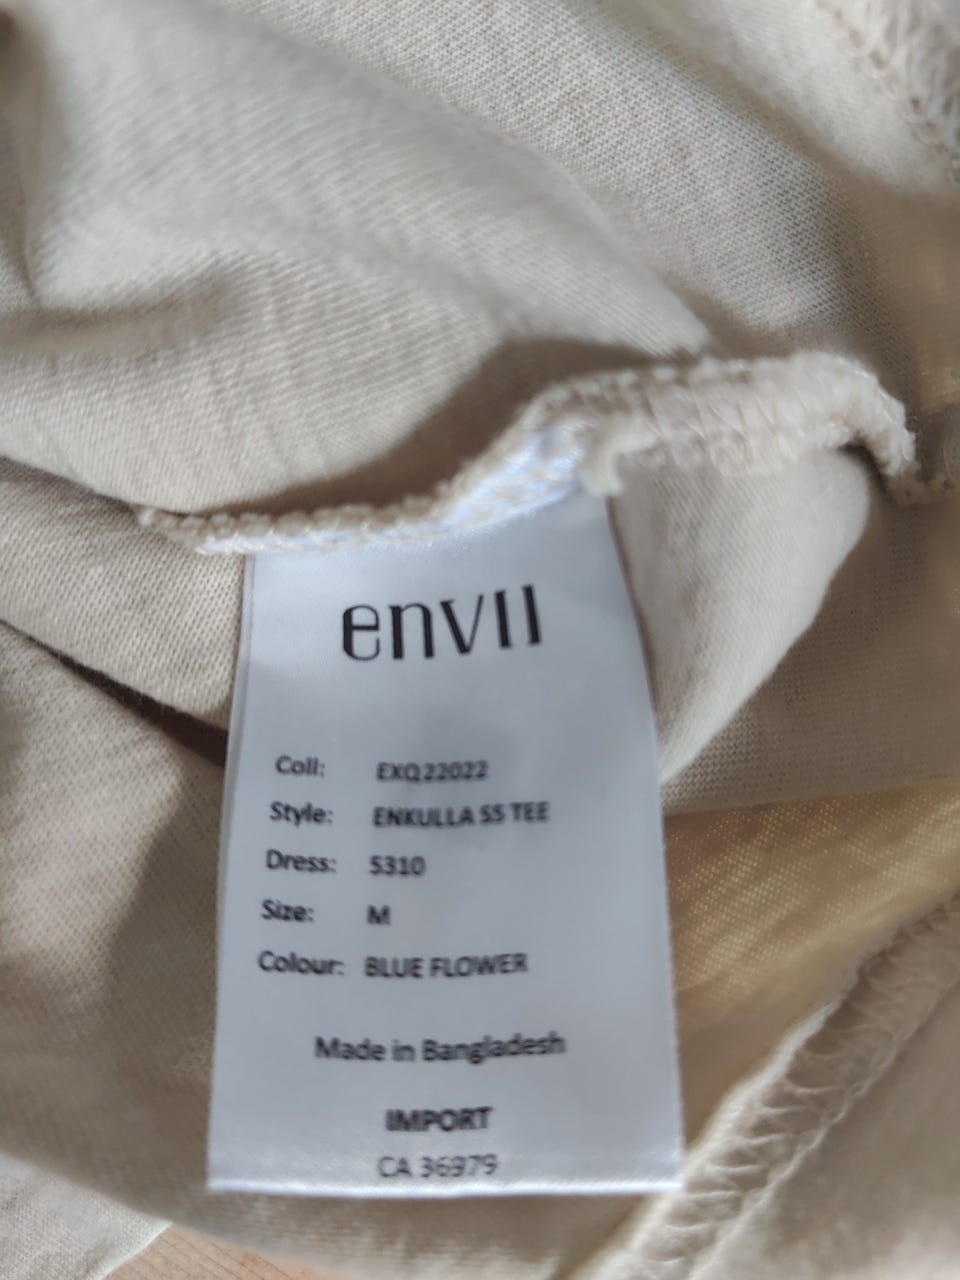 envii
Coll: EXQ22022
Style: ENKULLA SS TEE
Dress: 5310
Size: M
Colour: BLUE FLOWER
Made in Bangladesh
IMPORT
CA 36979